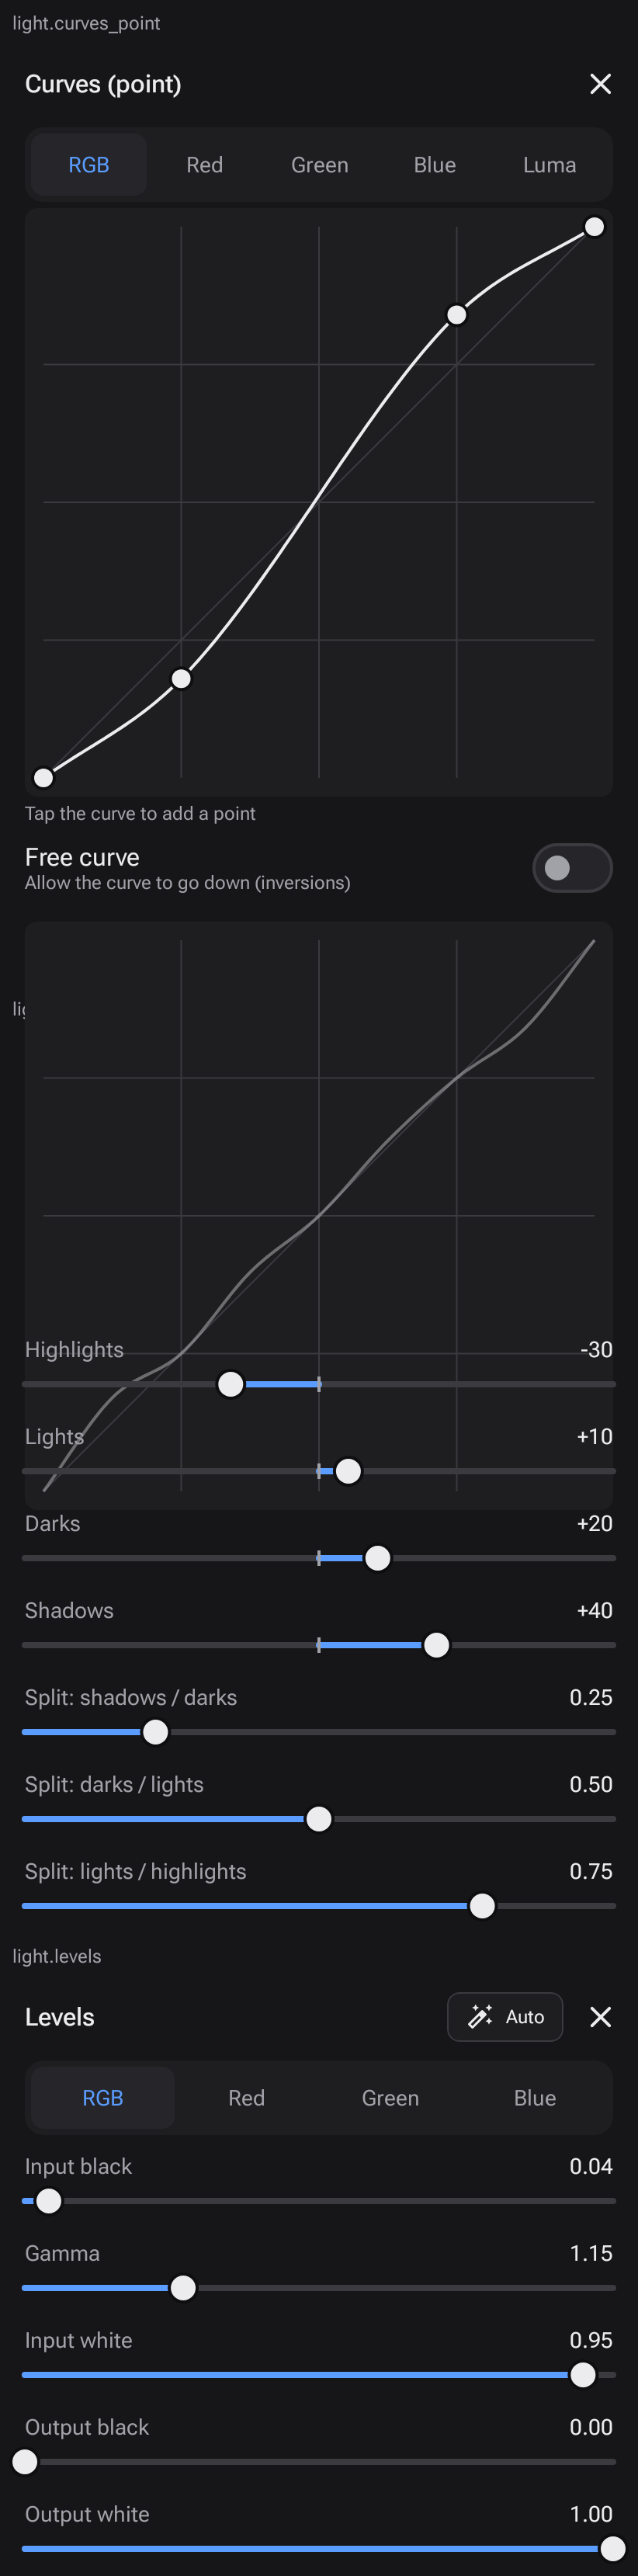 light.curves_point
Curves (point)
RGB Red Green Blue Luma
Tap the curve to add a point
Free curve
Allow the curve to go down (inversions)
lig
Highlights -30
Lights +10
Darks +20
Shadows +40
Split: shadows / darks 0.25
Split: darks / lights 0.50
Split: lights / highlights 0.75
light.levels
Levels Auto
RGB Red Green Blue
Input black 0.04
Gamma 1.15
Input white 0.95
Output black 0.00
Output white 1.00